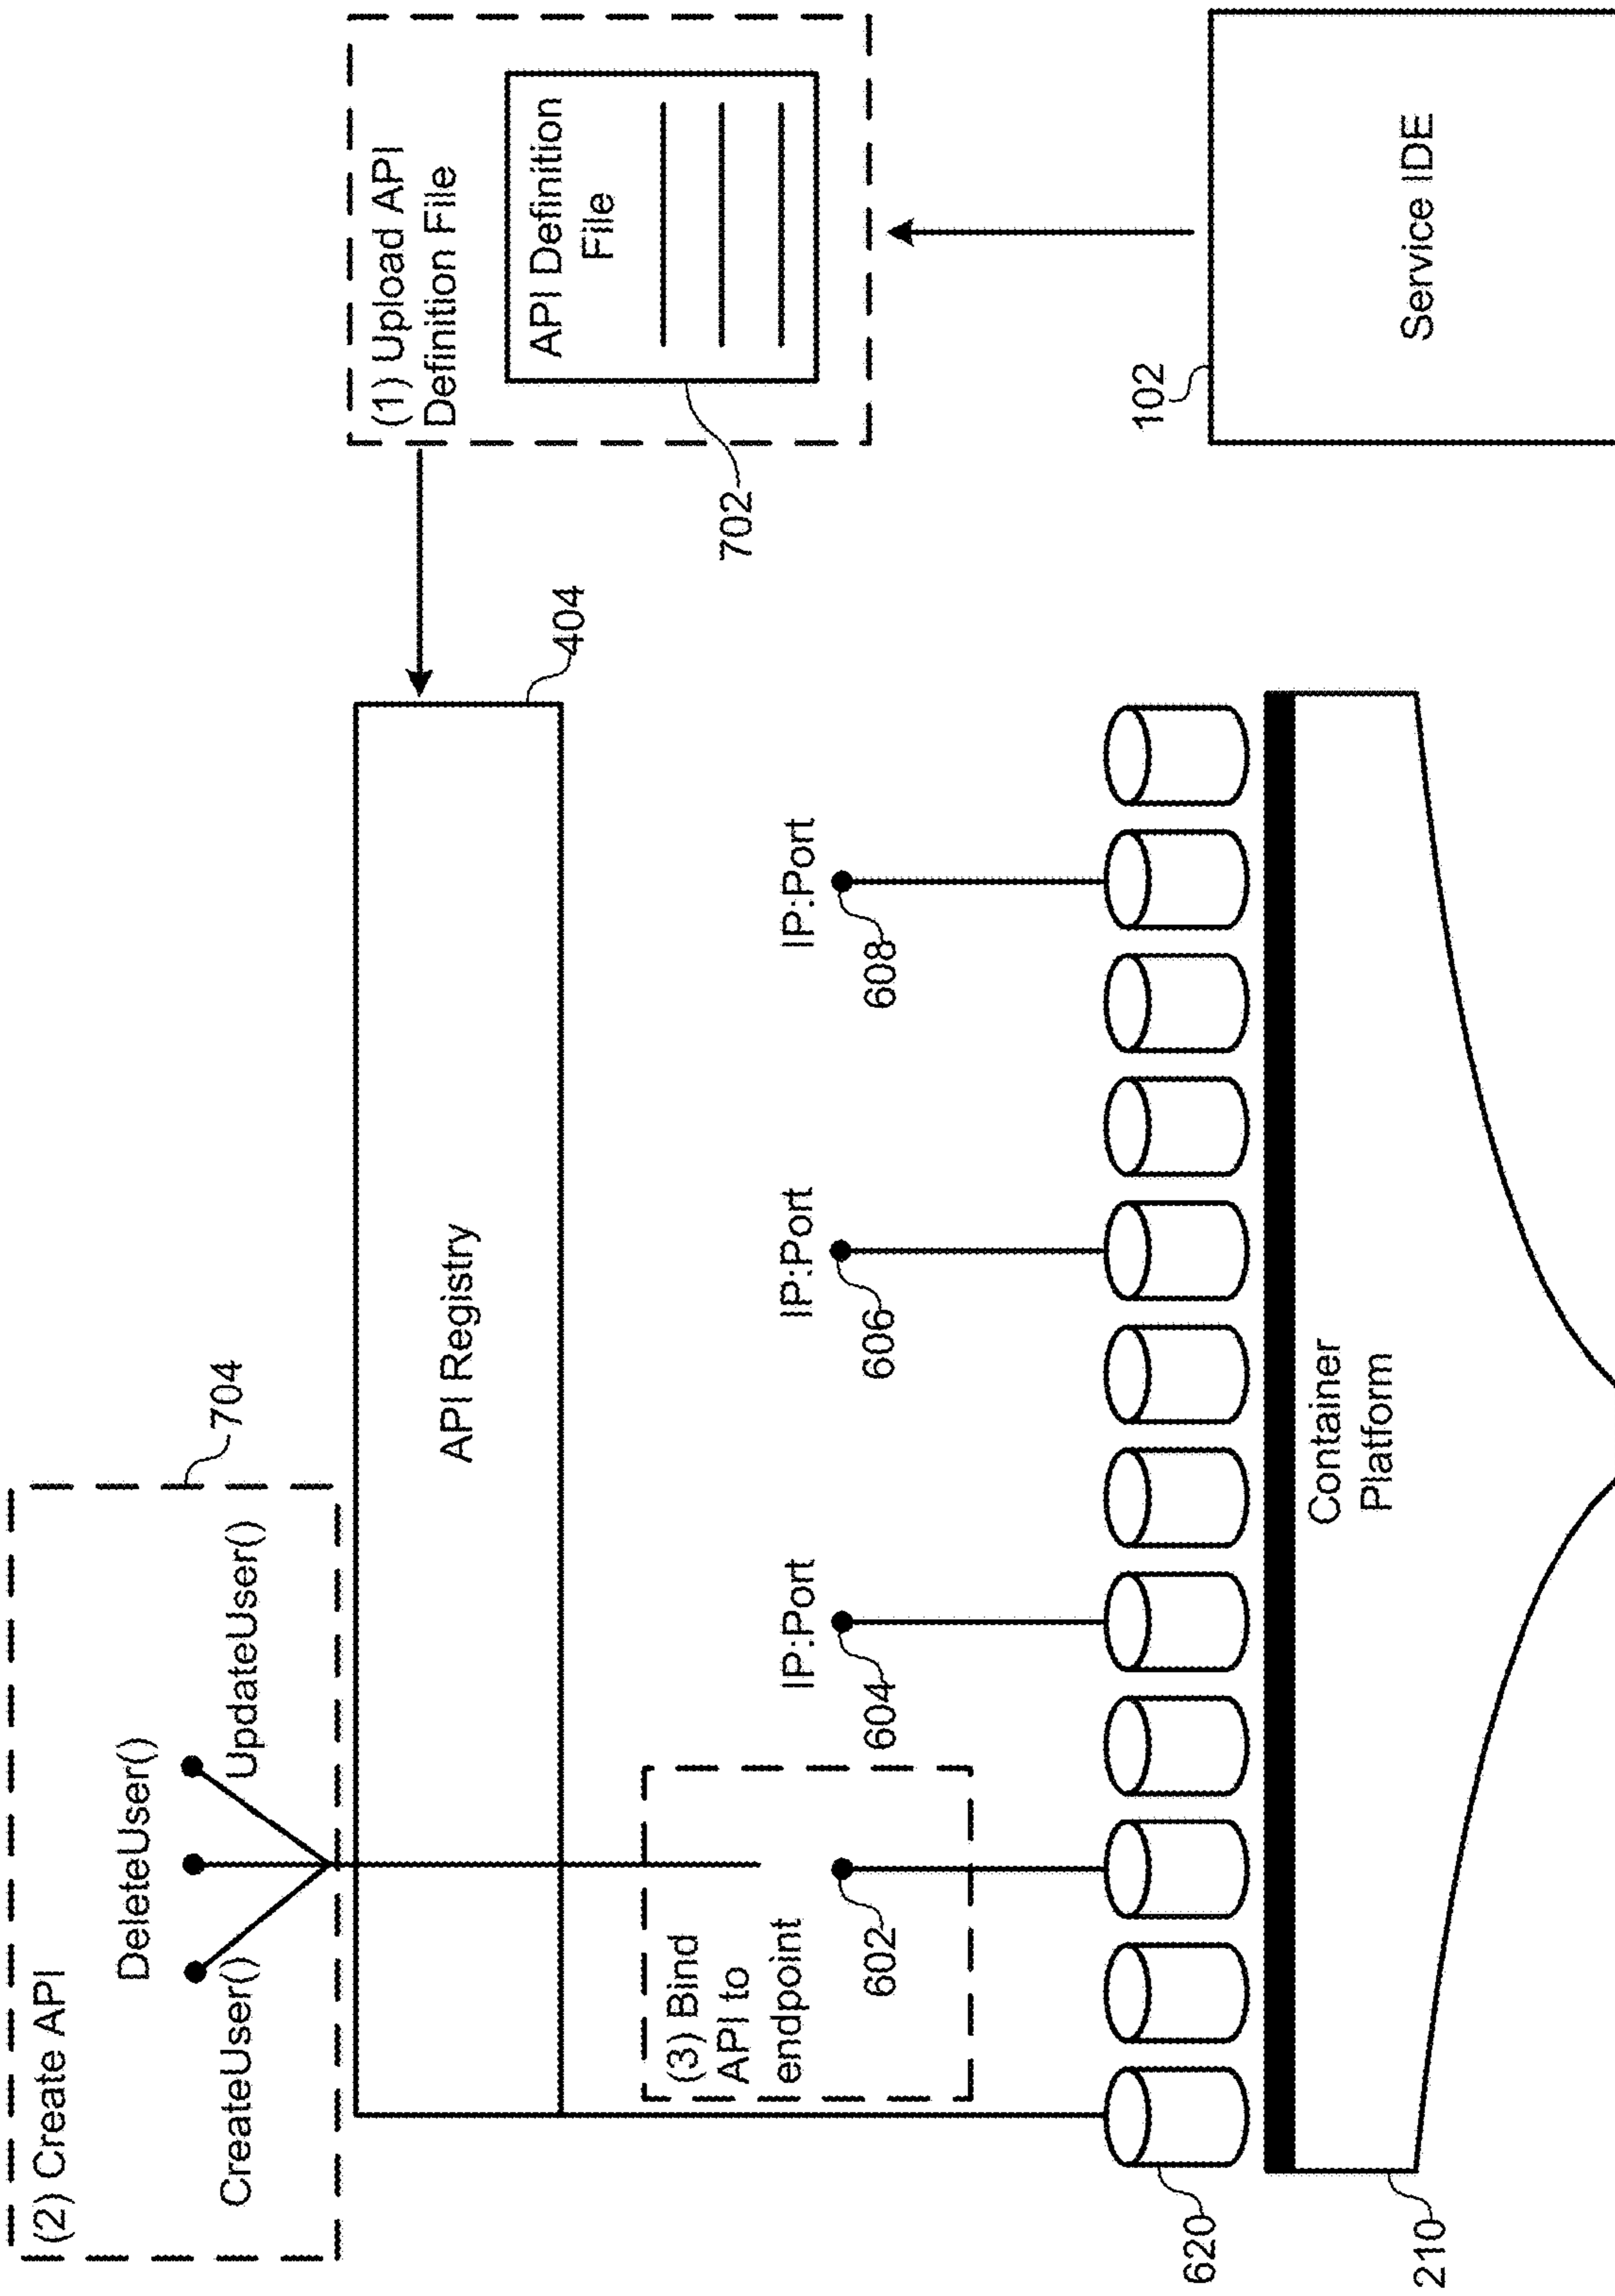 (2) Create API
DeleteUser()
CreateUser()
UpdateUser()
704
API Registry
404
(1) Upload API
Definition File
API Definition
File
702
(3) Bind
API to
endpoint
602
IP:Port
604
IP:Port
606
IP:Port
608
620
Container
Platform
210
102
Service IDE